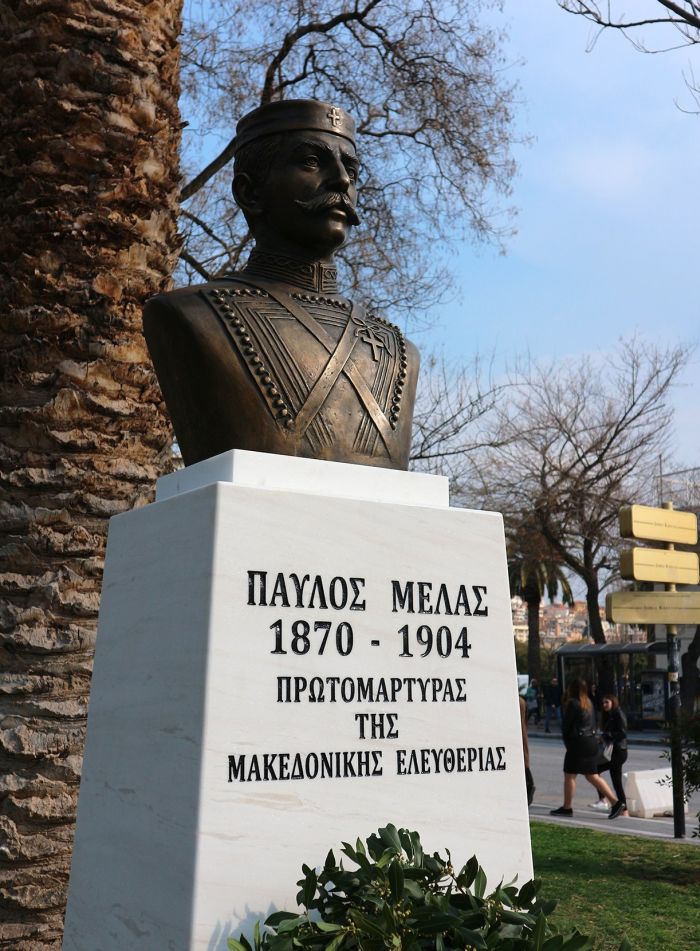 ΠΑΥΛΟΣ ΜΕΛΑΣ
1870 - 1904
ΠΡΩΤΟΜΑΡΤΥΡΑΣ
ΤΗΣ
ΜΑΚΕΔΟΝΙΚΗΣ ΕΛΕΥΘΕΡΙΑΣ